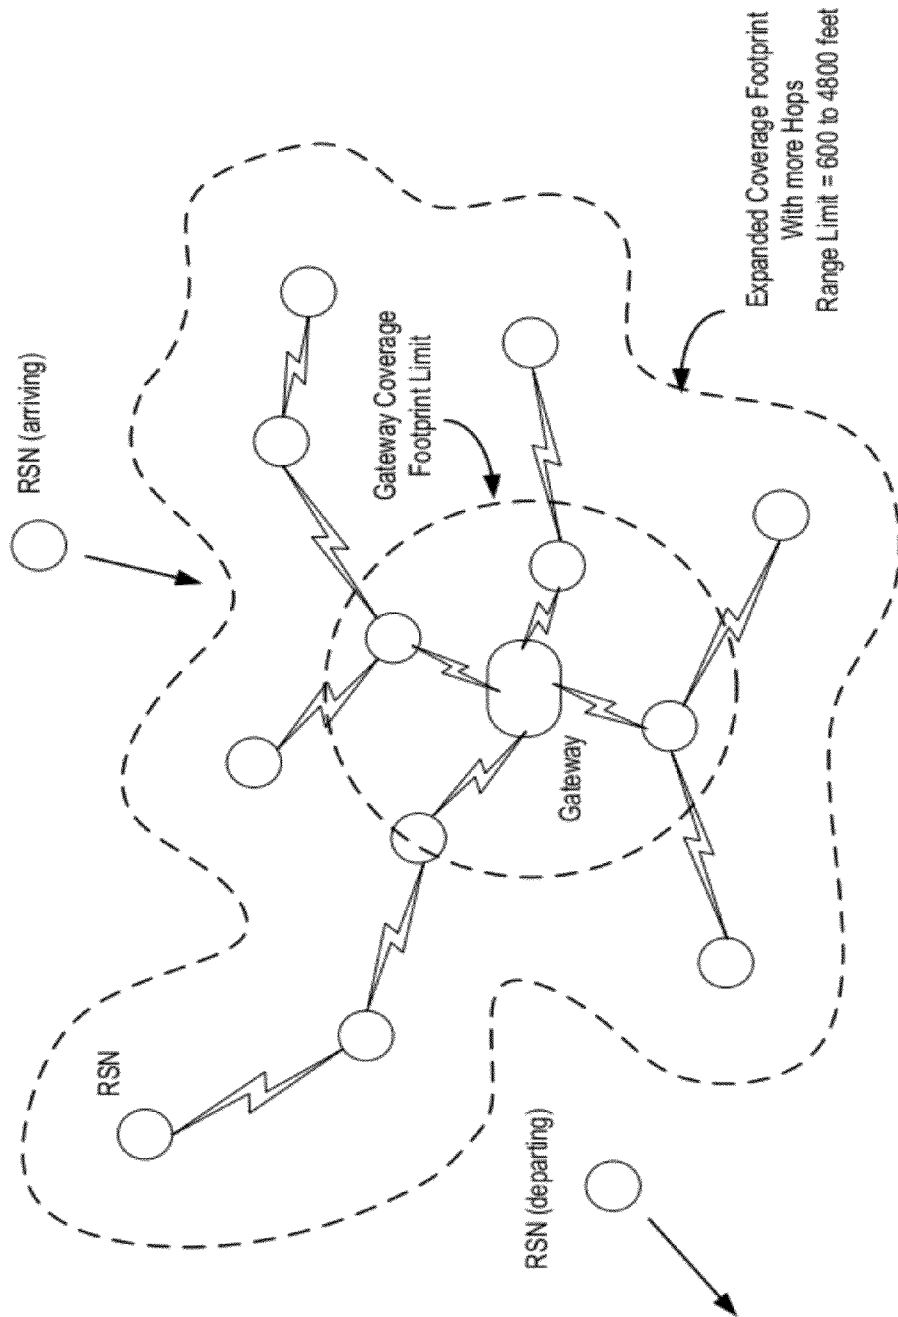 RSN (arriving)
Gateway Coverage
Footprint Limit
Expanded Coverage Footprint
With more Hops
Range Limit = 600 to 4800 feet
Gateway
RSN
RSN (departing)